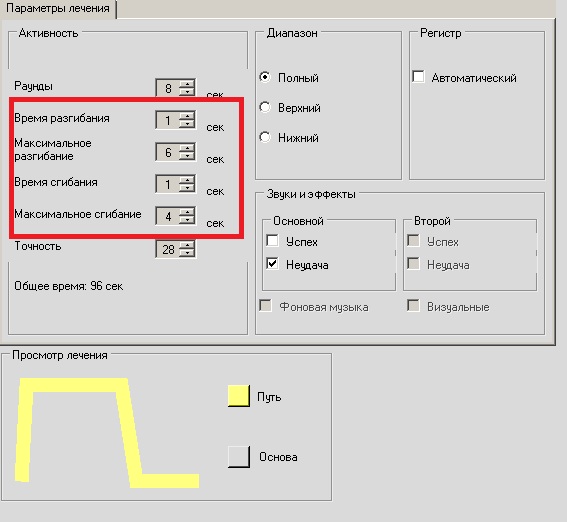 Параметры лечения
Активность
Раунды 8 сек
Время разгибания 1 сек
Максимальное
разгибание 6 сек
Время сгибания 1 сек
Максимальное сгибание 4 сек
Точность 28
Общее время: 96 сек
Диапазон
Полный
Верхний
Нижний
Регистр
Автоматический
Звуки и эффекты
Основной
Успех
Неудача
Второй
Успех
Неудача
Фоновая музыка
Визуальные
Просмотр лечения
Путь
Основа